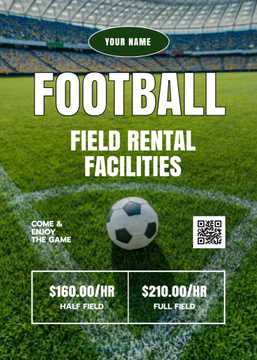 YOUR NAME
FOOTBALL
FIELD RENTAL
FACILITIES
COME &
ENJOY
THE GAME
$160.00/HR
HALF FIELD
$210.00/HR
FULL FIELD